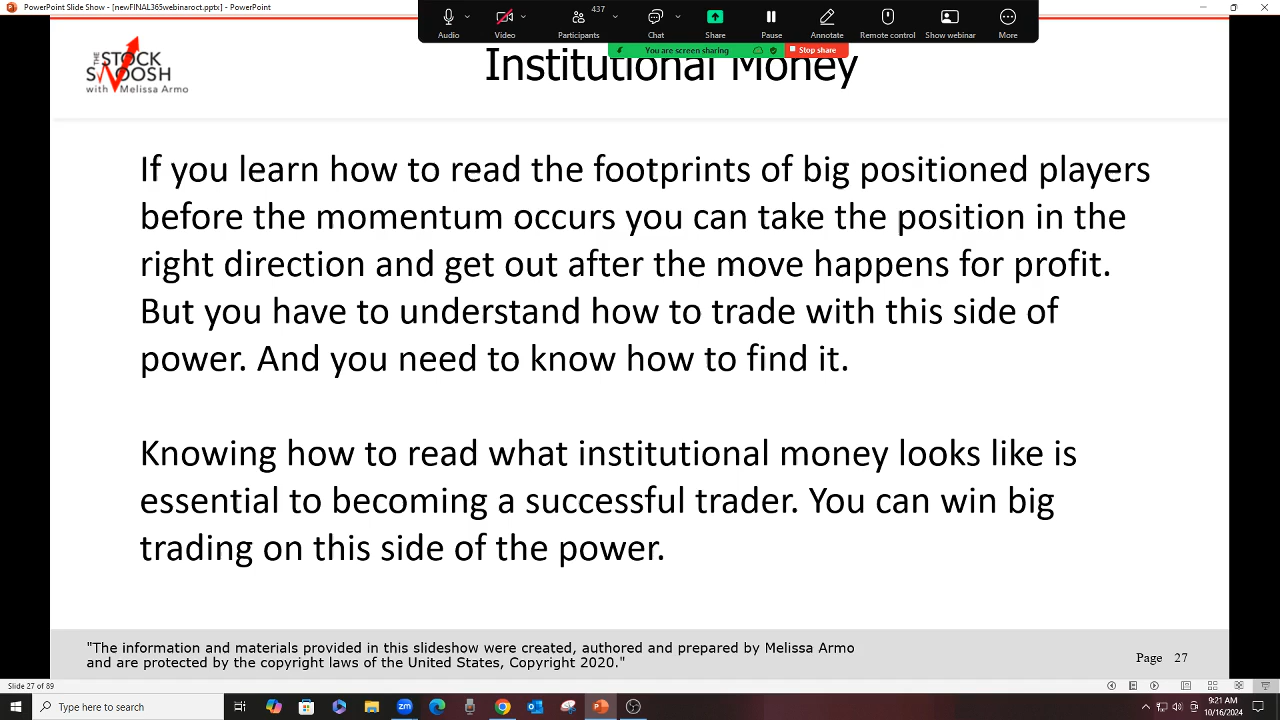 PowerPoint Slide Show - [newFINAL365webinaroct.pptx] - PowerPoint
437
Audio Video Participants Chat Share Pause Annotate Remote control Show webinar More
You are screen sharing Stop share
THE STOCK SWOOSH
with Melissa Armo
Institutional Money
If you learn how to read the footprints of big positioned players
before the momentum occurs you can take the position in the
right direction and get out after the move happens for profit.
But you have to understand how to trade with this side of
power. And you need to know how to find it.
Knowing how to read what institutional money looks like is
essential to becoming a successful trader. You can win big
trading on this side of the power.
"The information and materials provided in this slideshow were created, authored and prepared by Melissa Armo
and are protected by the copyright laws of the United States, Copyright 2020."
Page 27
Slide 27 of 89
Type here to search
9:21 AM
10/16/2024